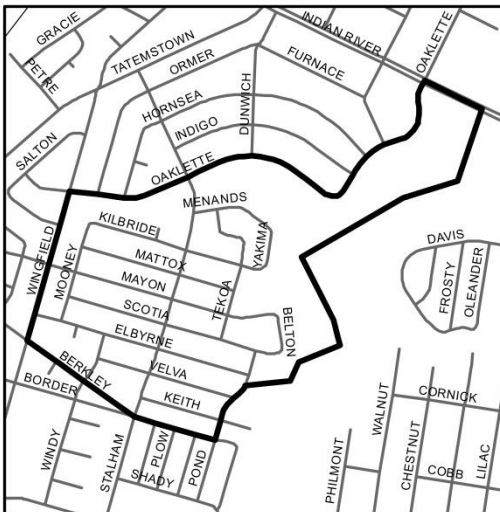 GRACIE
PETRE
TATEMSTOWN
ORMER
INDIAN RIVER
OAKLETTE
FURNACE
HORNSEA
DUNWICH
INDIGO
SALTON
OAKLETTE
MENANDS
KILBRIDE
YAKIMA
WINGFIELD
MOONEY
MATTOX
MAYON
TEKOA
SCOTIA
BELTON
ELBYRNE
DAVIS
FROSTY
OLEANDER
BERKLEY
VELVA
BORDER
KEITH
WINDY
STALHAM
PLOW
SHADY
POND
PHILMONT
WALNUT
CORNICK
CHESTNUT
COBB
LILAC